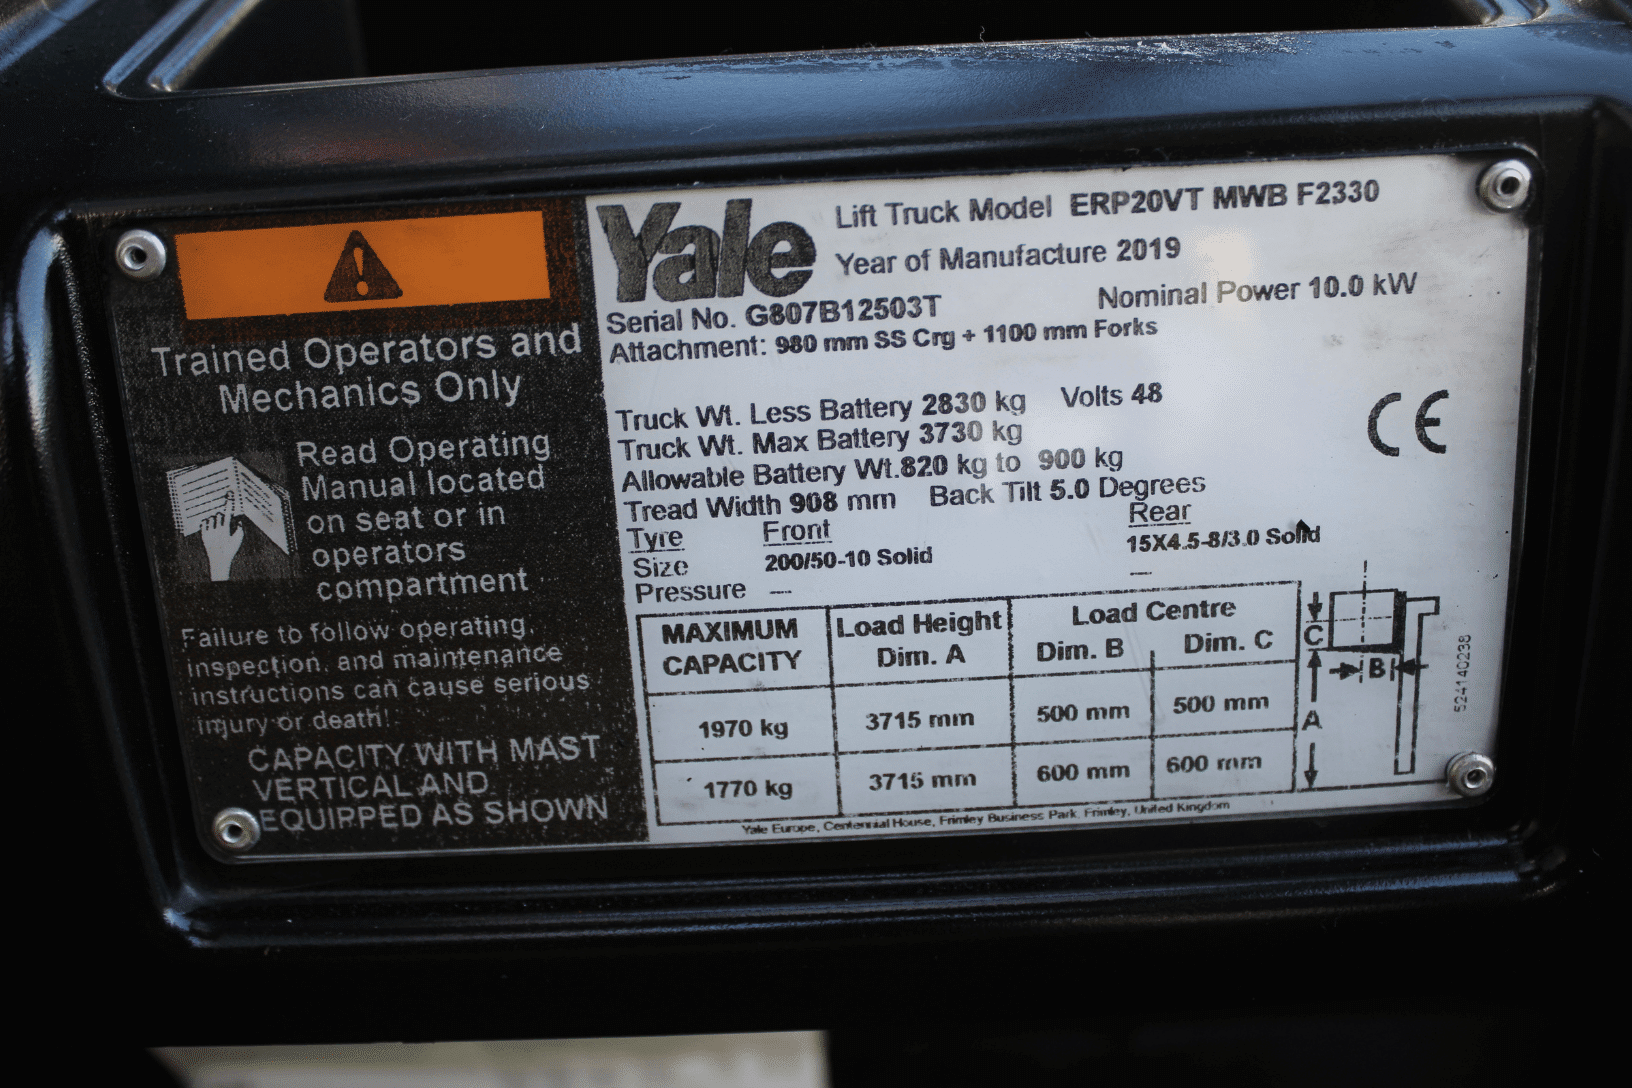 Trained Operators and
Mechanics Only
Read Operating
Manual located
on seat or in
operators
compartment
Failure to follow operating,
inspection, and maintenance
instructions can cause serious
injury or death!
CAPACITY WITH MAST
VERTICAL AND
EQUIPPED AS SHOWN
Yale
Lift Truck Model ERP20VT MWB F2330
Year of Manufacture 2019
Serial No. G807B12503T Nominal Power 10.0 kW
Attachment: 980 mm SS Crg + 1100 mm Forks
Truck Wt. Less Battery 2830 kg Volts 48
Truck Wt. Max Battery 3730 kg
Allowable Battery Wt.820 kg to 900 kg
Tread Width 908 mm Back Tilt 5.0 Degrees
Tyre Front Rear
Size 200/50-10 Solid 15X4.5-8/3.0 Solid
Pressure — —
MAXIMUM CAPACITY Load Height Dim. A Load Centre Dim. B Dim. C
1970 kg 3715 mm 500 mm 500 mm
1770 kg 3715 mm 600 mm 600 mm
Yale Europe, Centennial House, Frimley Business Park, Frimley, United Kingdom
CE
C
B
A
524140238